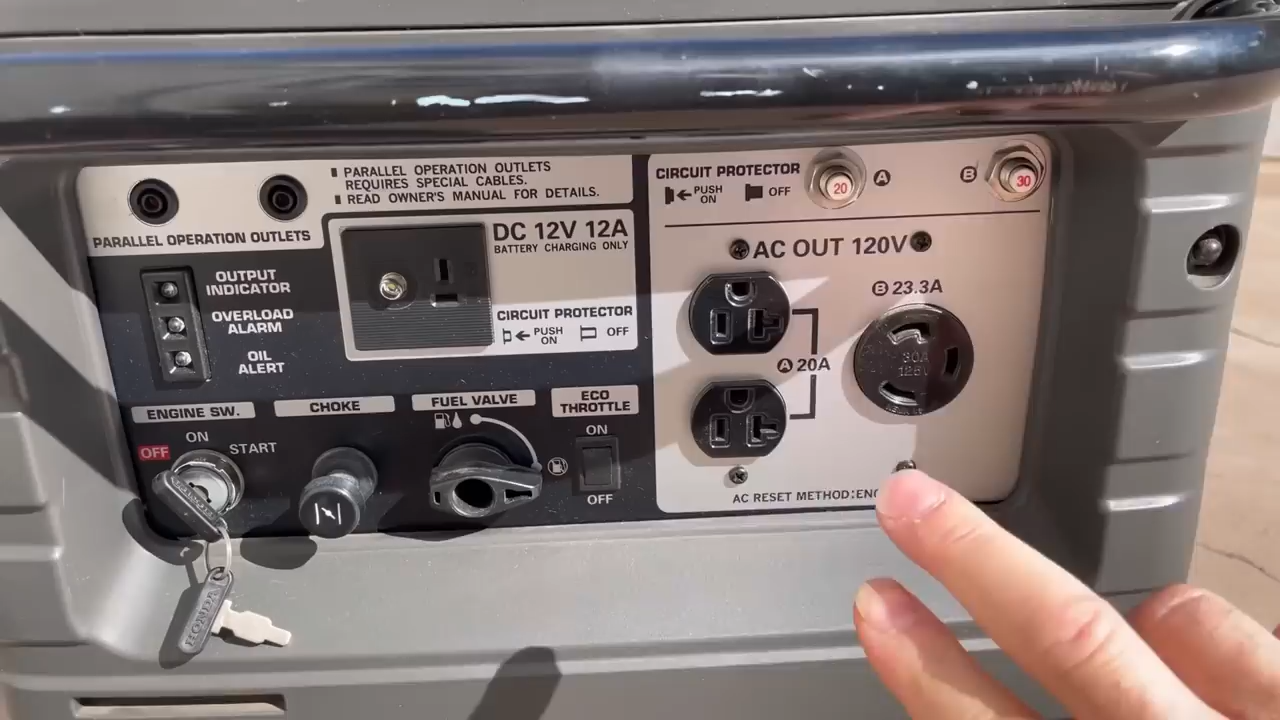 PARALLEL OPERATION OUTLETS
REQUIRES SPECIAL CABLES.
READ OWNER'S MANUAL FOR DETAILS.
PARALLEL OPERATION OUTLETS
OUTPUT
INDICATOR
OVERLOAD
ALARM
OIL
ALERT
DC 12V 12A
BATTERY CHARGING ONLY
CIRCUIT PROTECTOR
PUSH
ON
OFF
ENGINE SW.
OFF
ON
START
CHOKE
FUEL VALVE
ECO
THROTTLE
ON
OFF
HONDA
CIRCUIT PROTECTOR
PUSH
ON
OFF
20
A
B
30
AC OUT 120V
B 23.3A
A 20A
30A
125V
AC RESET METHOD: